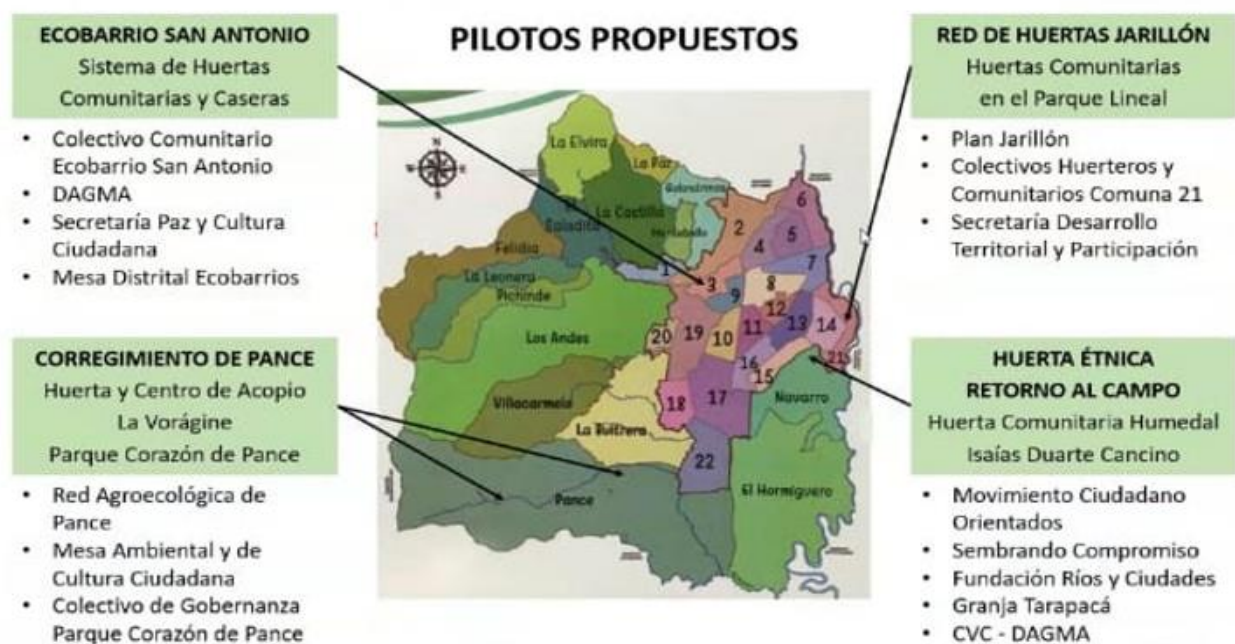 PILOTOS PROPUESTOS
ECOBARRIO SAN ANTONIO
Sistema de Huertas
Comunitarias y Caseras
• Colectivo Comunitario
Ecobarrio San Antonio
• DAGMA
• Secretaría Paz y Cultura
Ciudadana
• Mesa Distrital Ecobarrios
CORREGIMIENTO DE PANCE
Huerta y Centro de Acopio
La Vorágine
Parque Corazón de Pance
• Red Agroecológica de
Pance
• Mesa Ambiental y de
Cultura Ciudadana
• Colectivo de Gobernanza
Parque Corazón de Pance
N
La Elvira
La Paz
Golondrinas
La Castilla
Montebello
Saladito
Felidia
La Leonera
Pichinde
Los Andes
Villacarmelo
La Buitrera
Pance
Navarro
El Hormiguero
6
2
5
4
1
7
3
8
9
12
20
19
10
11
13
14
16
21
15
18
17
22
RED DE HUERTAS JARILLÓN
Huertas Comunitarias
en el Parque Lineal
• Plan Jarillón
• Colectivos Huerteros y
Comunitarios Comuna 21
• Secretaría Desarrollo
Territorial y Participación
HUERTA ÉTNICA
RETORNO AL CAMPO
Huerta Comunitaria Humedal
Isaías Duarte Cancino
• Movimiento Ciudadano
Orientados
• Sembrando Compromiso
• Fundación Ríos y Ciudades
• Granja Tarapacá
• CVC - DAGMA